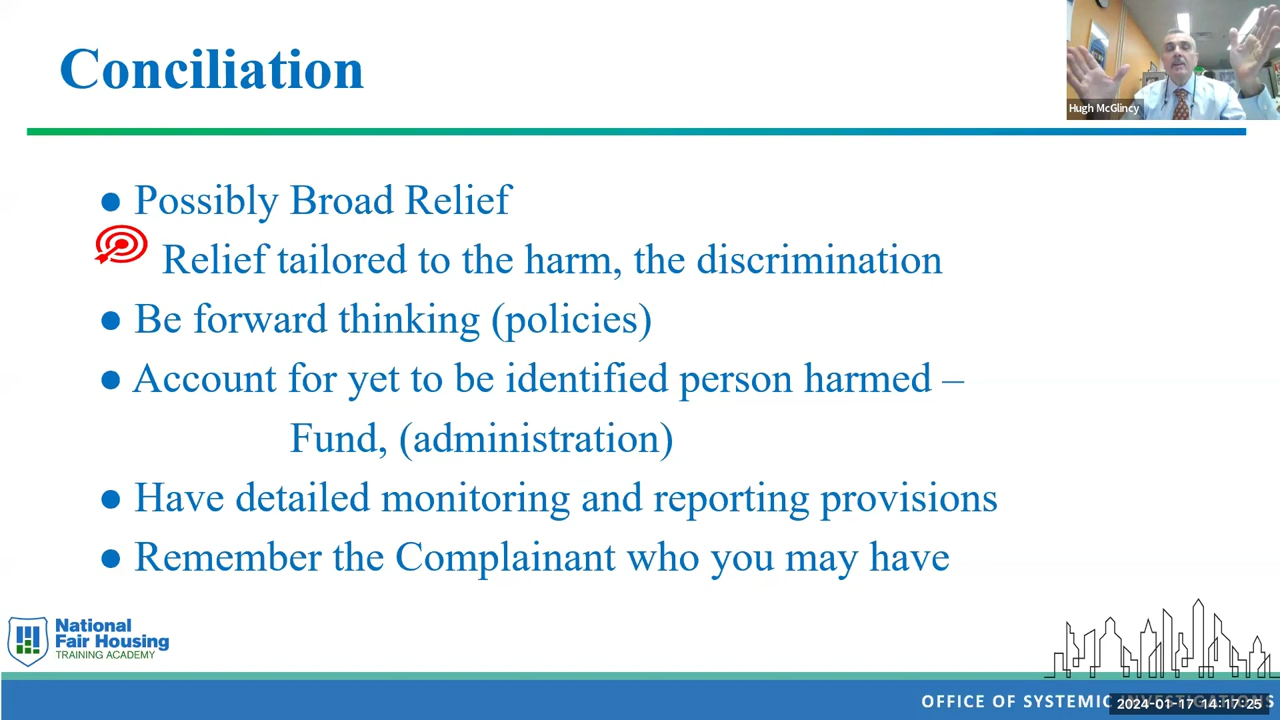 Conciliation
Hugh McGlincy
● Possibly Broad Relief
Relief tailored to the harm, the discrimination
● Be forward thinking (policies)
● Account for yet to be identified person harmed –
Fund, (administration)
● Have detailed monitoring and reporting provisions
● Remember the Complainant who you may have
National
Fair Housing
TRAINING ACADEMY
OFFICE OF SYSTEMIC INVESTIGATIONS
2024-01-17 14:17:25